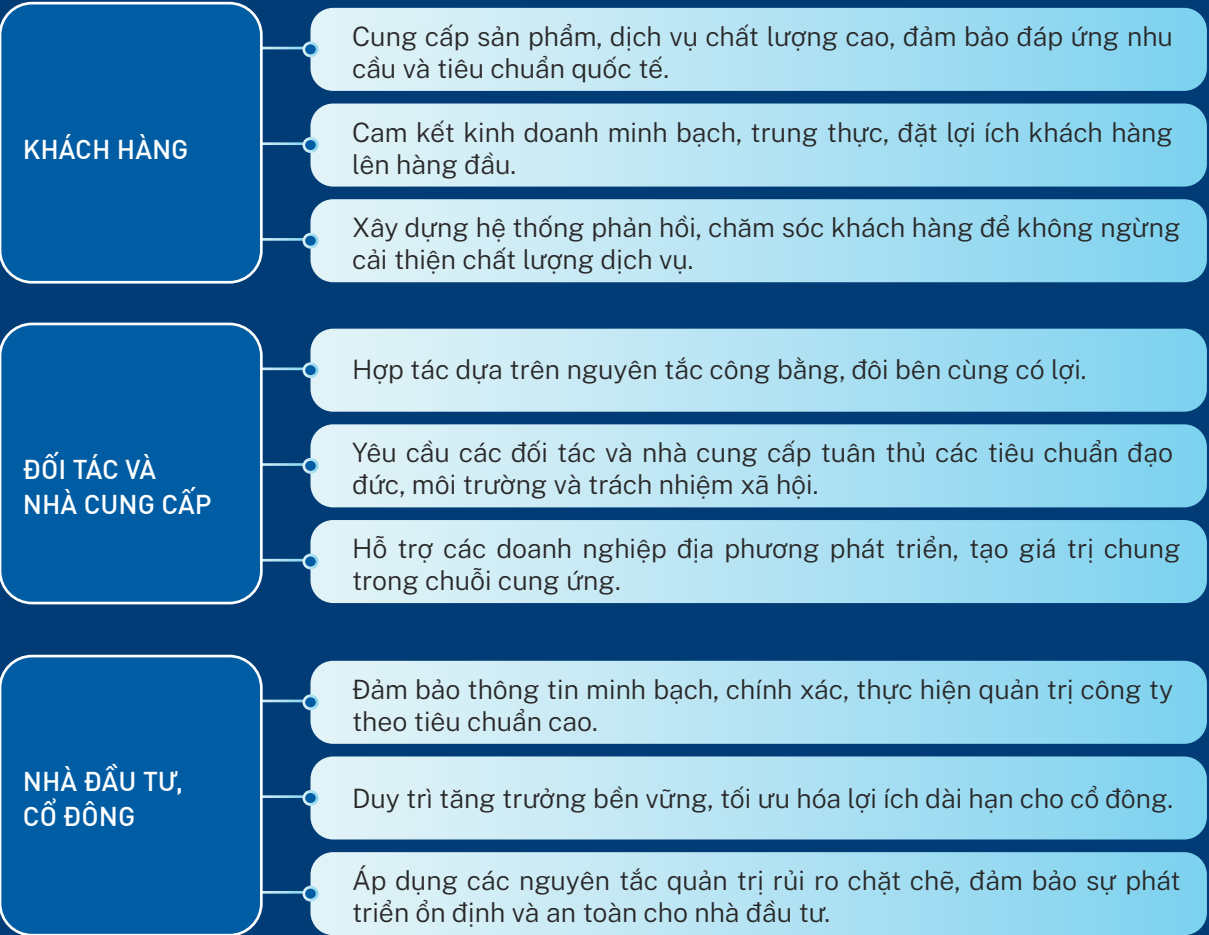 KHÁCH HÀNG
Cung cấp sản phẩm, dịch vụ chất lượng cao, đảm bảo đáp ứng nhu
cầu và tiêu chuẩn quốc tế.
Cam kết kinh doanh minh bạch, trung thực, đặt lợi ích khách hàng
lên hàng đầu.
Xây dựng hệ thống phản hồi, chăm sóc khách hàng để không ngừng
cải thiện chất lượng dịch vụ.
ĐỐI TÁC VÀ
NHÀ CUNG CẤP
Hợp tác dựa trên nguyên tắc công bằng, đôi bên cùng có lợi.
Yêu cầu các đối tác và nhà cung cấp tuân thủ các tiêu chuẩn đạo
đức, môi trường và trách nhiệm xã hội.
Hỗ trợ các doanh nghiệp địa phương phát triển, tạo giá trị chung
trong chuỗi cung ứng.
NHÀ ĐẦU TƯ,
CỔ ĐÔNG
Đảm bảo thông tin minh bạch, chính xác, thực hiện quản trị công ty
theo tiêu chuẩn cao.
Duy trì tăng trưởng bền vững, tối ưu hóa lợi ích dài hạn cho cổ đông.
Áp dụng các nguyên tắc quản trị rủi ro chặt chẽ, đảm bảo sự phát
triển ổn định và an toàn cho nhà đầu tư.